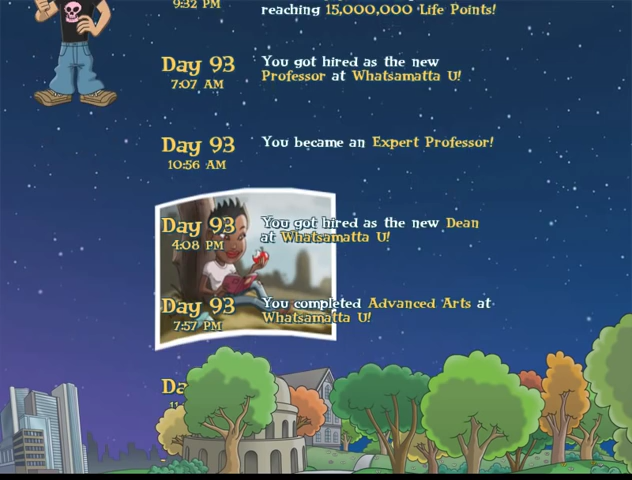 9:32 PM
reaching 15,000,000 Life Points!
Day 93
7:07 AM
You got hired as the new
Professor at Whatsamatta U!
Day 93
10:56 AM
You became an Expert Professor!
Day 93
4:08 PM
You got hired as the new Dean
at Whatsamatta U!
Day 93
7:57 PM
You completed Advanced Arts at
Whatsamatta U!